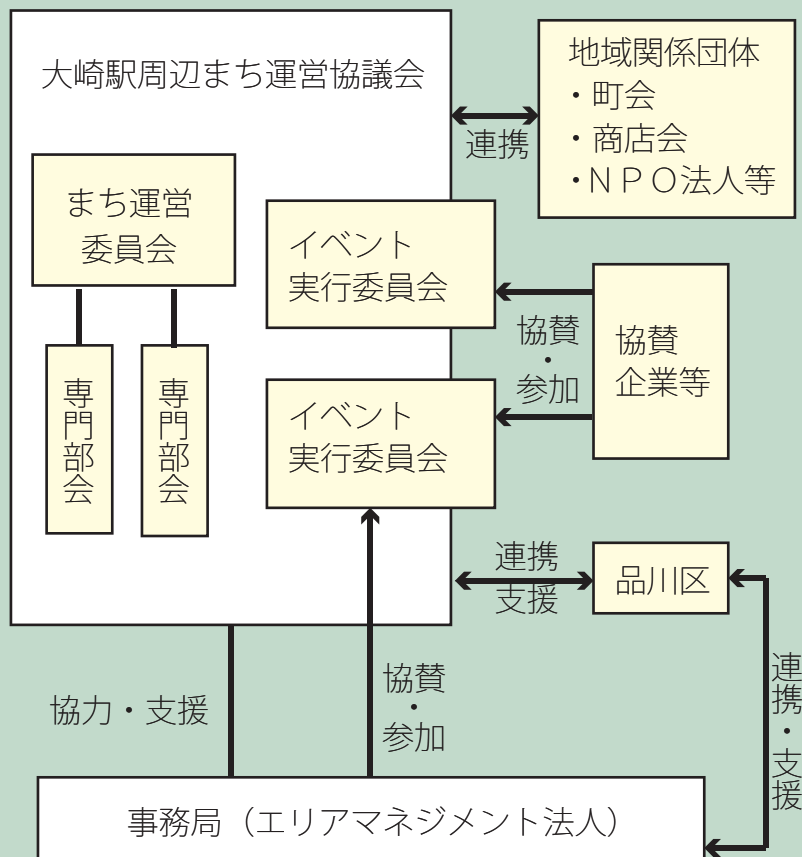 大崎駅周辺まち運営協議会
地域関係団体
・町会
・商店会
・ＮＰＯ法人等
連携
まち運営
委員会
イベント
実行委員会
専門部会
専門部会
協賛
・
参加
協賛
企業等
イベント
実行委員会
連携
支援
品川区
協力・支援
協賛
・
参加
連携・支援
事務局（エリアマネジメント法人）